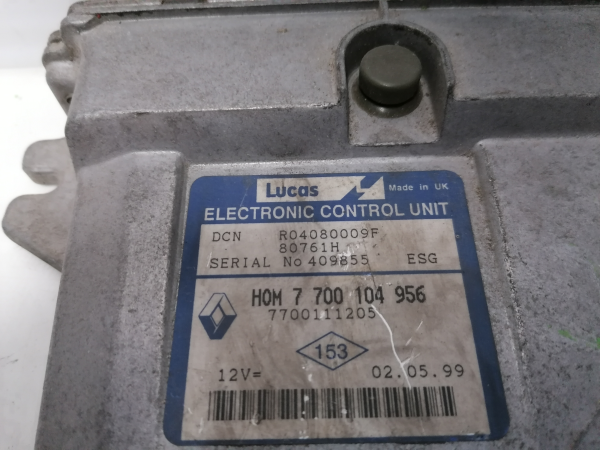 Lucas Made in UK
ELECTRONIC CONTROL UNIT
DCN R04080009F
80761H
SERIAL No 409855 ESG
HOM 7 700 104 956
7700111205
153
12V= 02.05.99